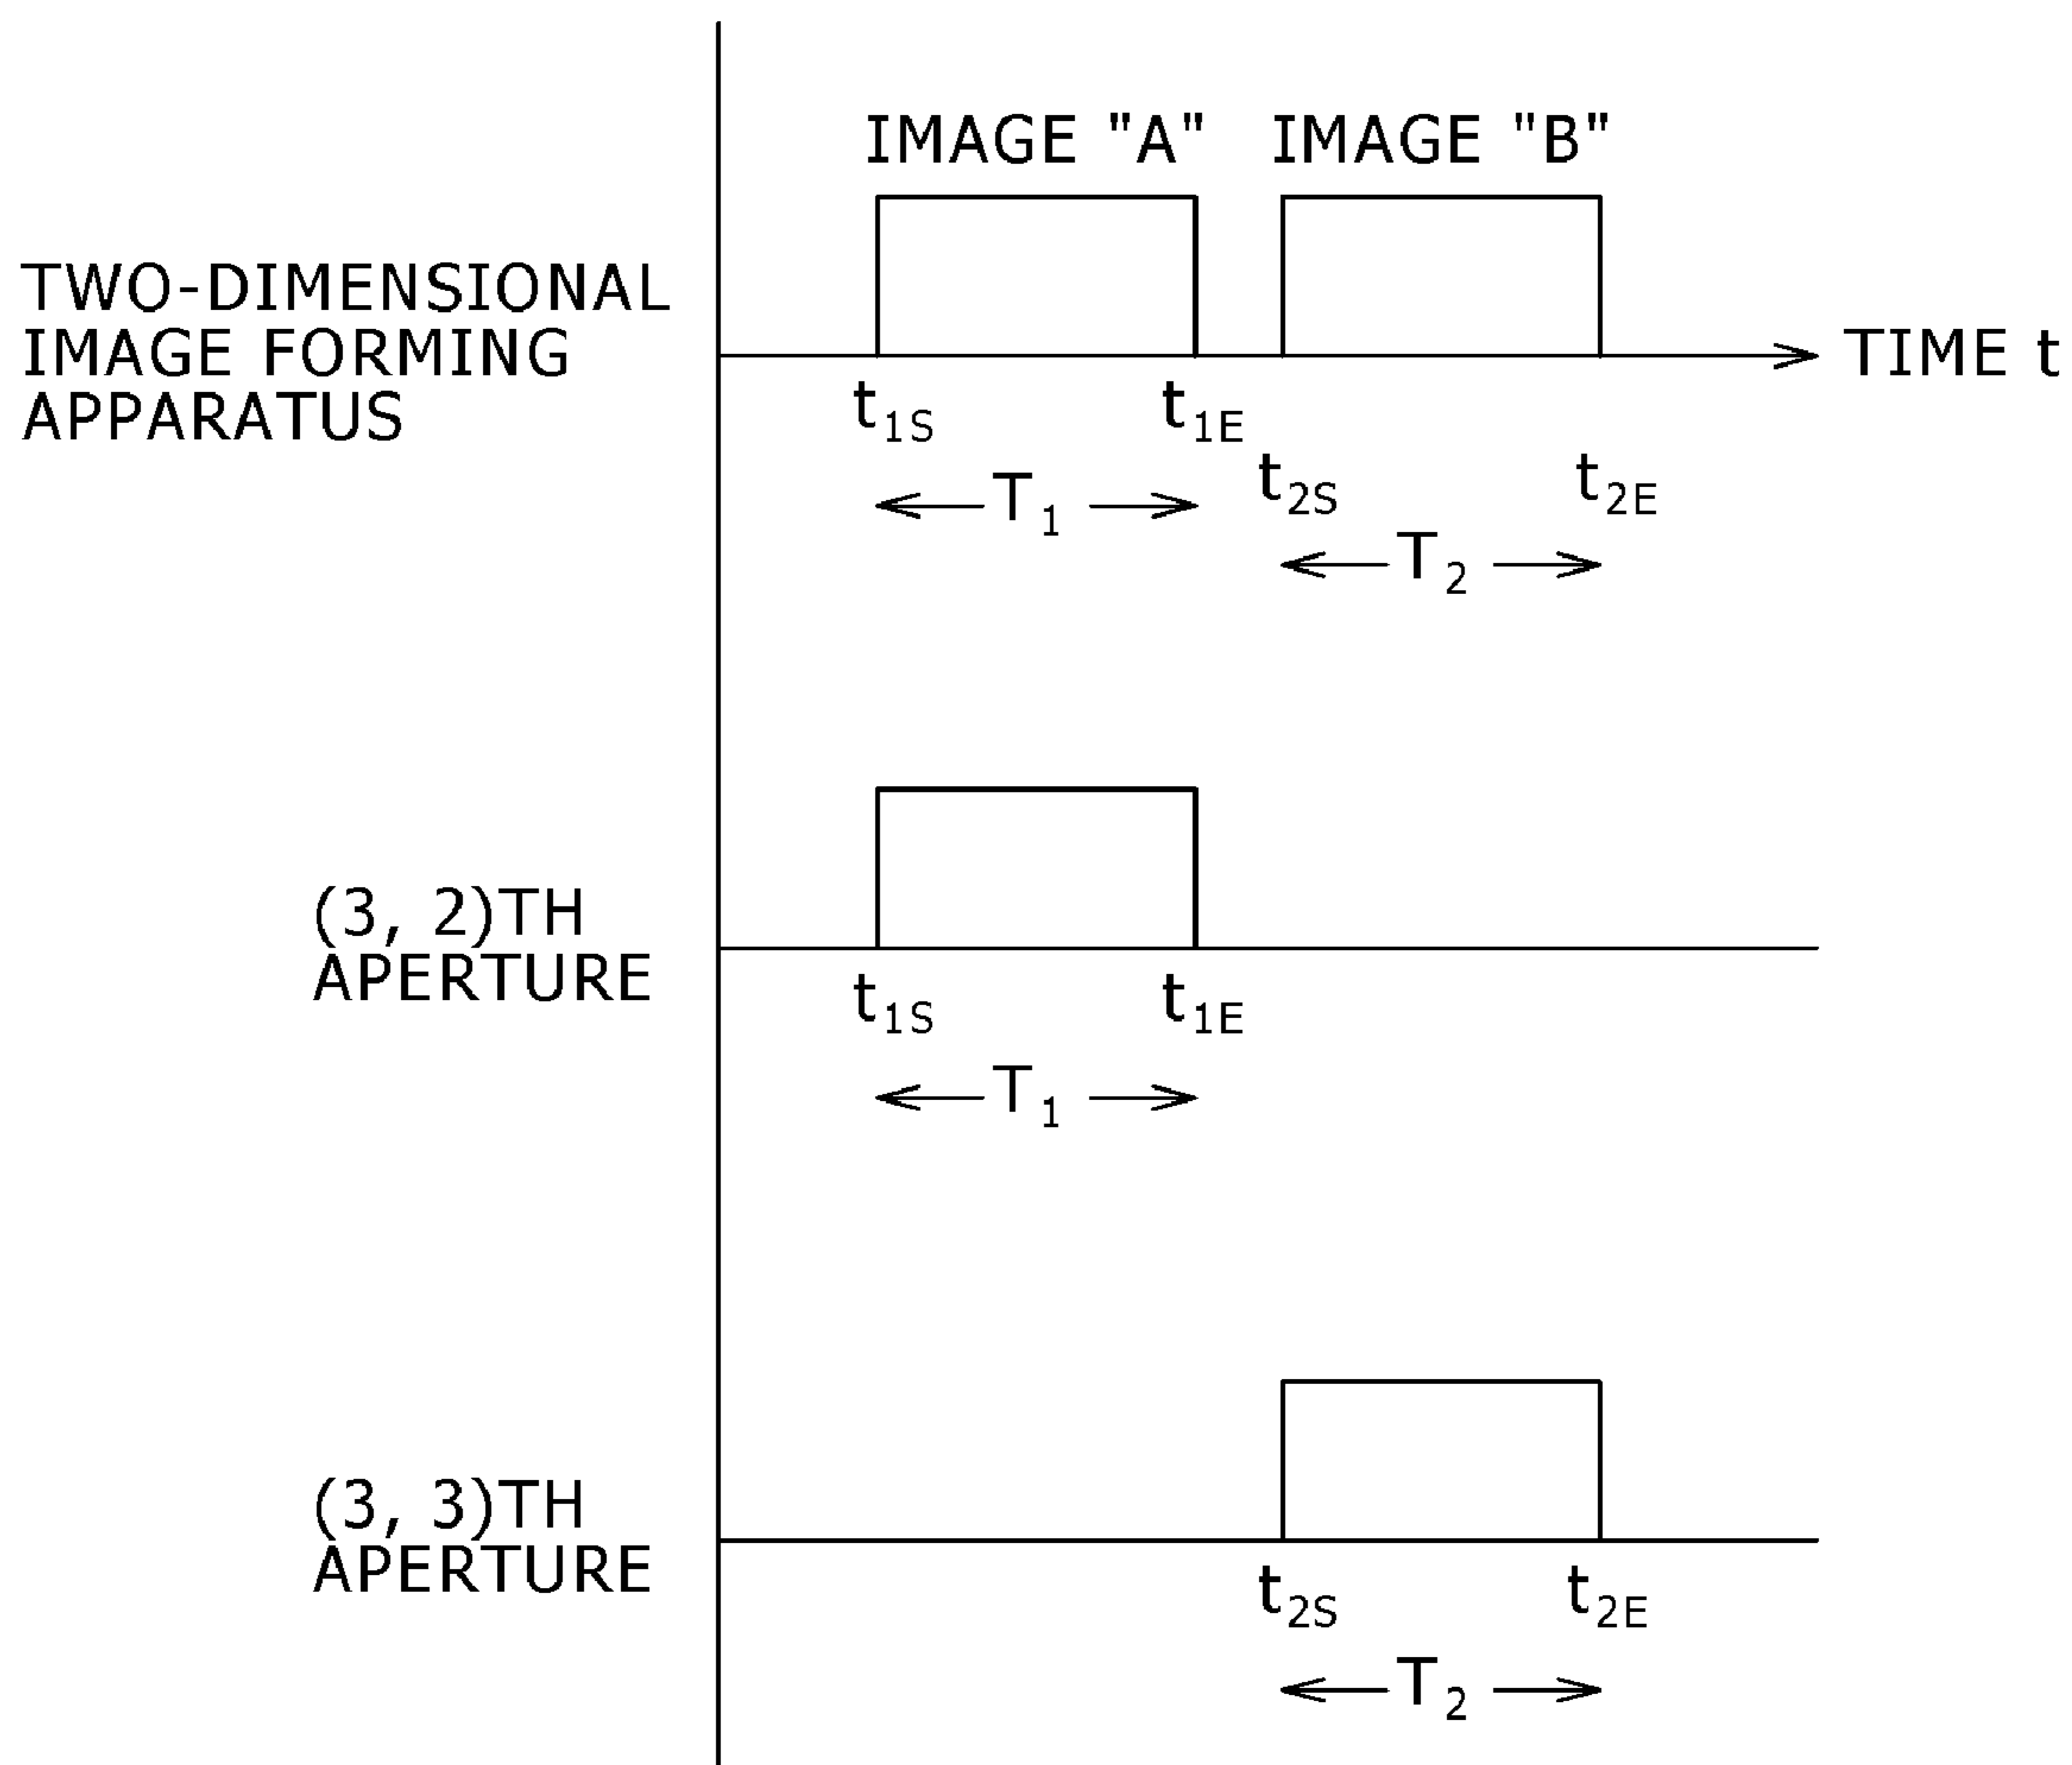 IMAGE "A" IMAGE "B"
TWO-DIMENSIONAL
IMAGE FORMING
APPARATUS
TIME t
t1S t1E
t2S t2E
T1
T2
(3, 2)TH
APERTURE
t1S t1E
T1
(3, 3)TH
APERTURE
t2S t2E
T2